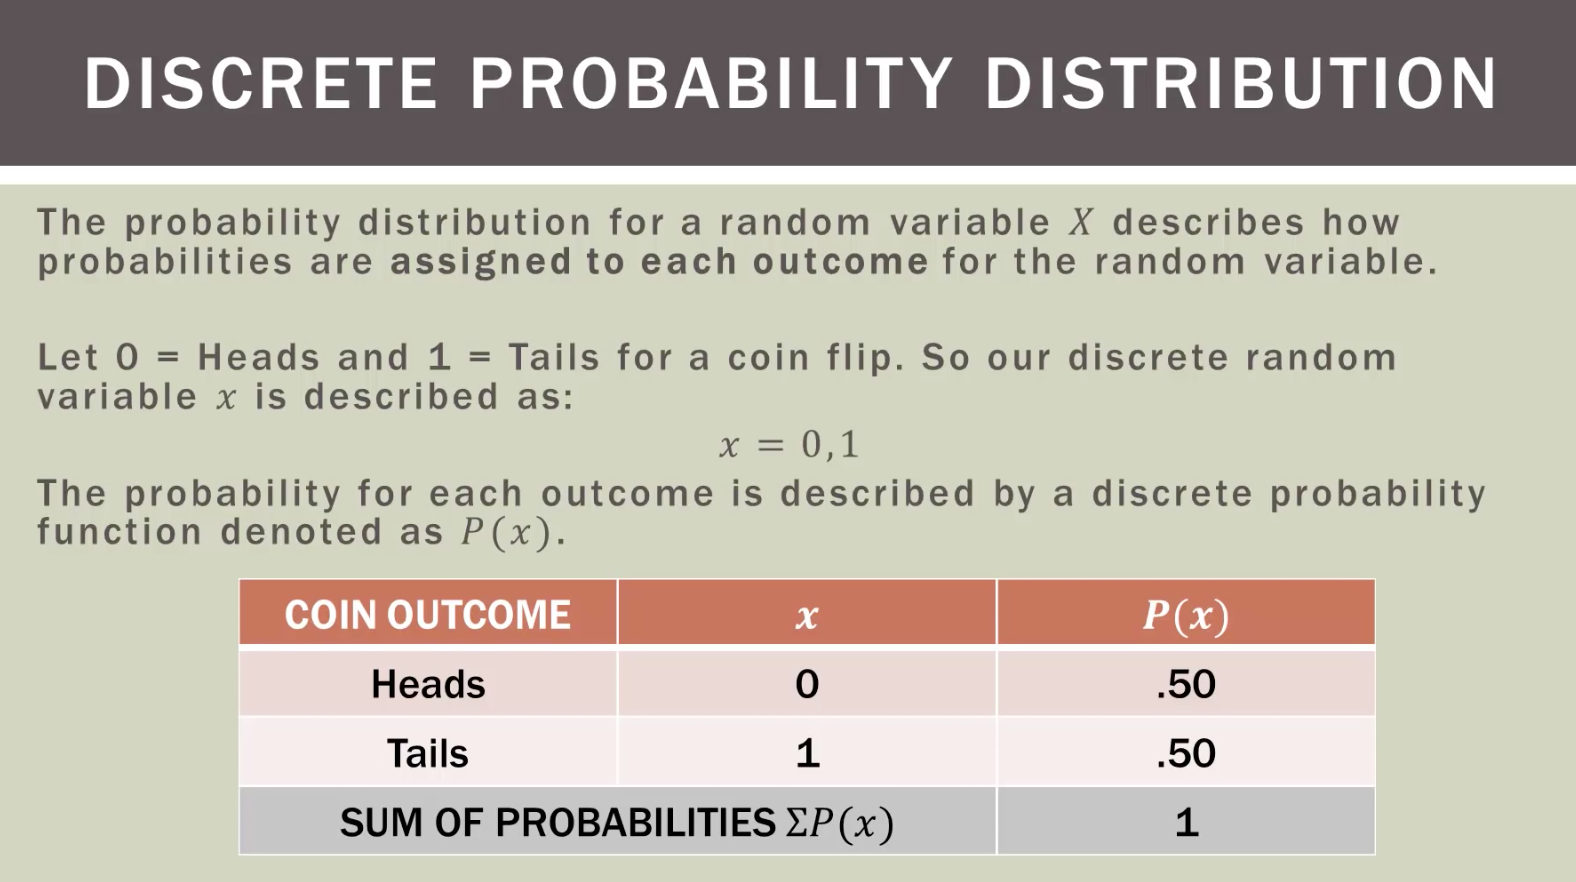 DISCRETE PROBABILITY DISTRIBUTION
The probability distribution for a random variable X describes how
probabilities are assigned to each outcome for the random variable.
Let 0 = Heads and 1 = Tails for a coin flip. So our discrete random
variable x is described as:
x = 0,1
The probability for each outcome is described by a discrete probability
function denoted as P(x).
COIN OUTCOME x P(x)
Heads 0 .50
Tails 1 .50
SUM OF PROBABILITIES ΣP(x) 1